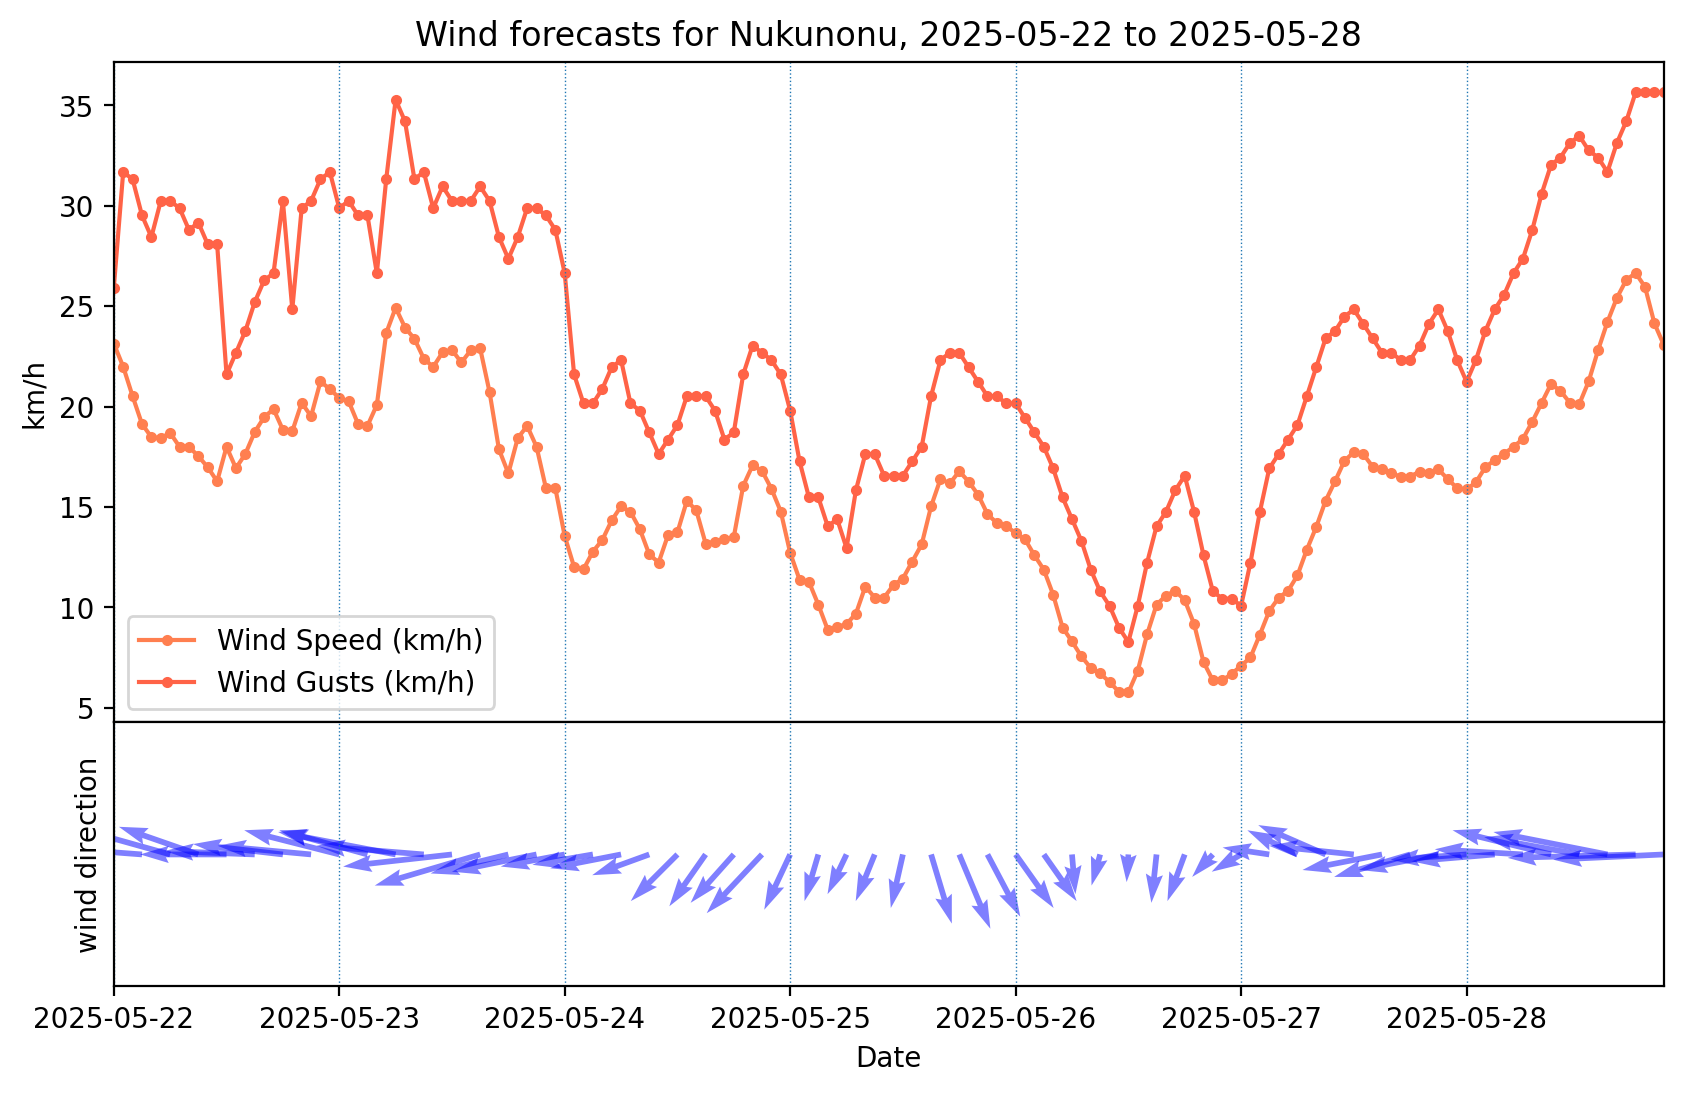 Wind forecasts for Nukunonu, 2025-05-22 to 2025-05-28
35
30
25
20
15
10
5
km/h
Wind Speed (km/h)
Wind Gusts (km/h)
wind direction
2025-05-22 2025-05-23 2025-05-24 2025-05-25 2025-05-26 2025-05-27 2025-05-28
Date